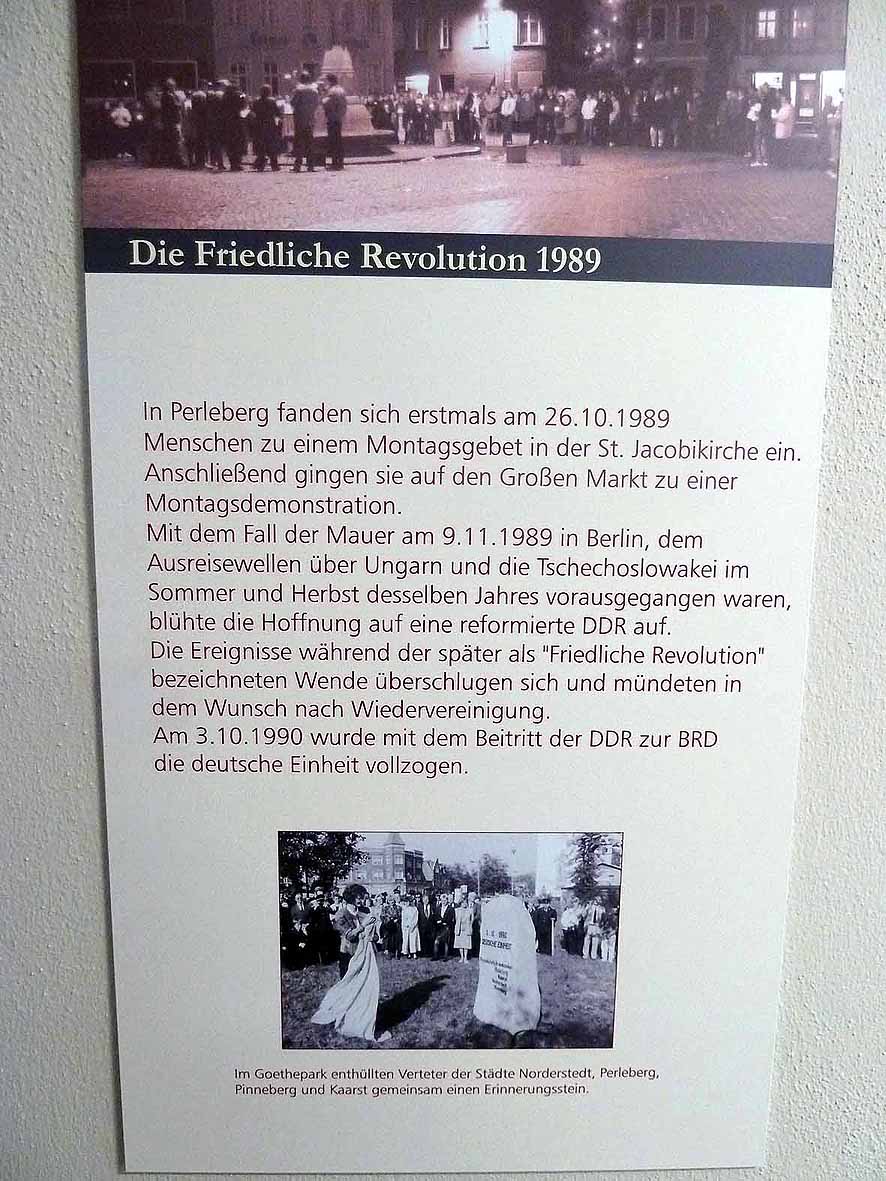 Die Friedliche Revolution 1989
In Perleberg fanden sich erstmals am 26.10.1989
Menschen zu einem Montagsgebet in der St. Jacobikirche ein.
Anschließend gingen sie auf den Großen Markt zu einer
Montagsdemonstration.
Mit dem Fall der Mauer am 9.11.1989 in Berlin, dem
Ausreisewellen über Ungarn und die Tschechoslowakei im
Sommer und Herbst desselben Jahres vorausgegangen waren,
blühte die Hoffnung auf eine reformierte DDR auf.
Die Ereignisse während der später als "Friedliche Revolution"
bezeichneten Wende überschlugen sich und mündeten in
dem Wunsch nach Wiedervereinigung.
Am 3.10.1990 wurde mit dem Beitritt der DDR zur BRD
die deutsche Einheit vollzogen.
DEUTSCHE EINHEIT
Im Goethepark enthüllten Verteter der Städte Norderstedt, Perleberg,
Pinneberg und Kaarst gemeinsam einen Erinnerungsstein.